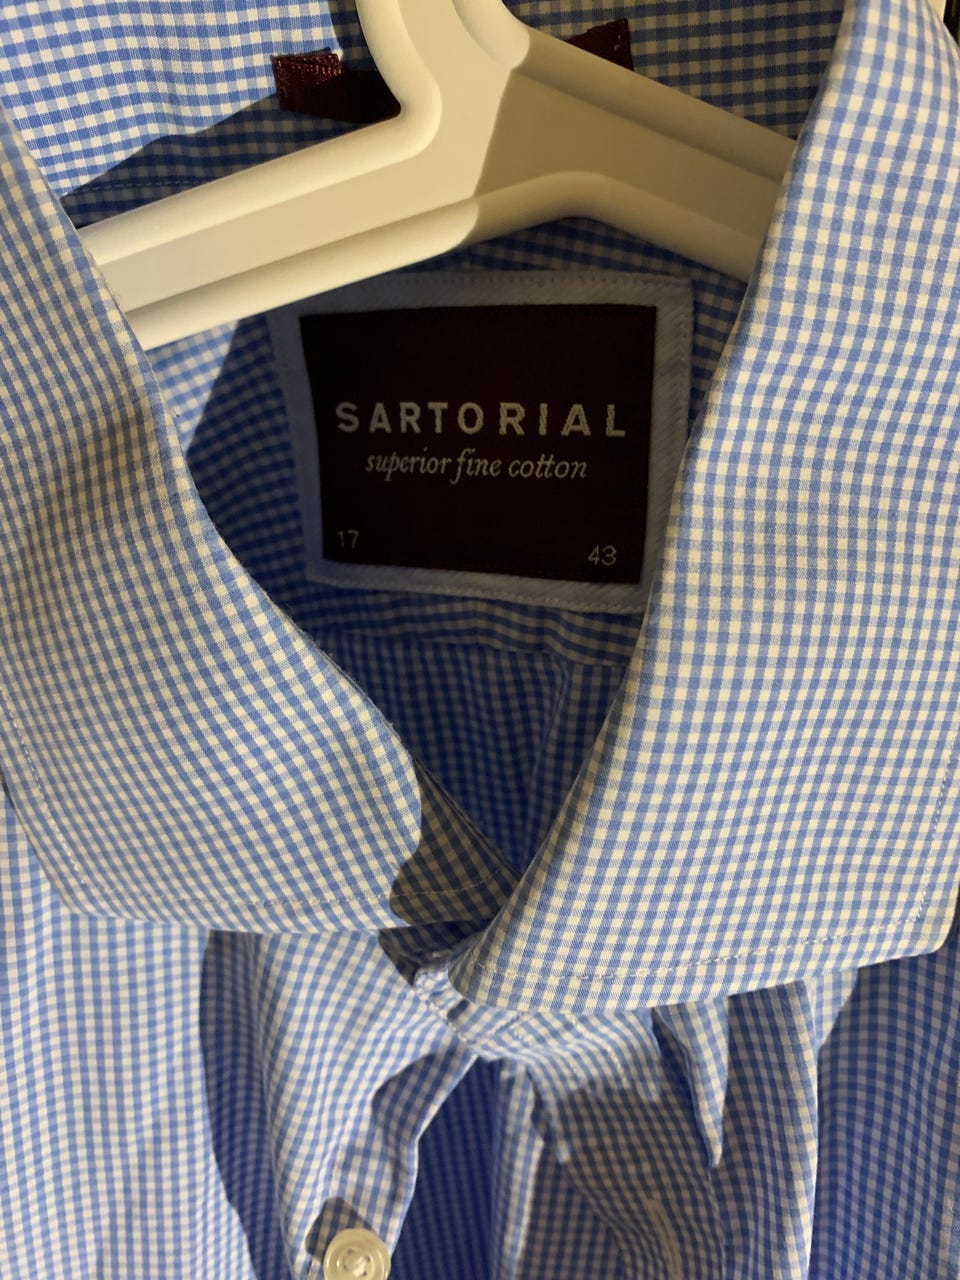 SARTORIAL
superior fine cotton
17
43